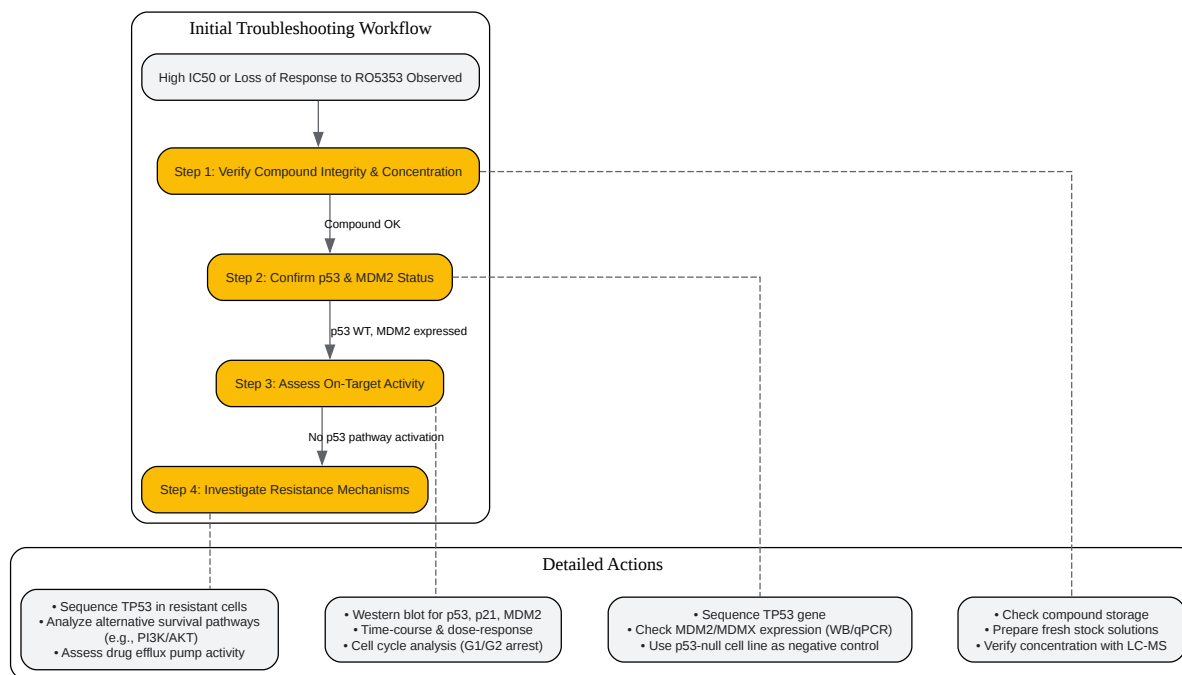 Initial Troubleshooting Workflow
High IC50 or Loss of Response to RO5353 Observed
Step 1: Verify Compound Integrity & Concentration
Compound OK
Step 2: Confirm p53 & MDM2 Status
p53 WT, MDM2 expressed
Step 3: Assess On-Target Activity
No p53 pathway activation
Step 4: Investigate Resistance Mechanisms
Detailed Actions
• Sequence TP53 in resistant cells
• Analyze alternative survival pathways
(e.g., PI3K/AKT)
• Assess drug efflux pump activity
• Western blot for p53, p21, MDM2
• Time-course & dose-response
• Cell cycle analysis (G1/G2 arrest)
• Sequence TP53 gene
• Check MDM2/MDMX expression (WB/qPCR)
• Use p53-null cell line as negative control
• Check compound storage
• Prepare fresh stock solutions
• Verify concentration with LC-MS